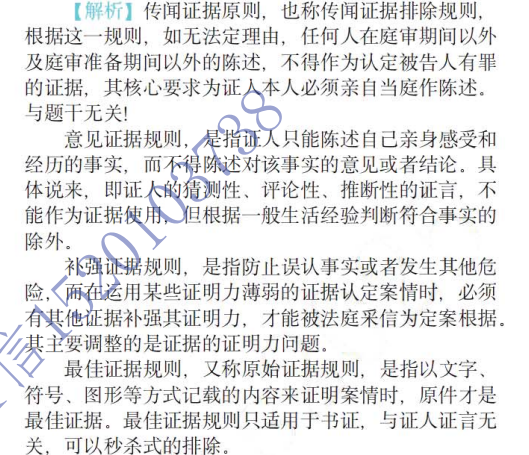 【解析】传闻证据原则，也称传闻证据排除规则，
根据这一规则，如无法定理由，任何人在庭审期间以外
及庭审准备期间以外的陈述，不得作为认定被告人有罪
的证据，其核心要求为证人本人必须亲自当庭作陈述。
与题干无关!
意见证据规则，是指证人只能陈述自己亲身感受和
经历的事实，而不得陈述对该事实的意见或者结论。具
体说来，即证人的猜测性、评论性、推断性的证言，不
能作为证据使用，但根据一般生活经验判断符合事实的
除外。
补强证据规则，是指防止误认事实或者发生其他危
险，而在运用某些证明力薄弱的证据认定案情时，必须
有其他证据补强其证明力，才能被法庭采信为定案根据。
其主要调整的是证据的证明力问题。
最佳证据规则，又称原始证据规则，是指以文字、
符号、图形等方式记载的内容来证明案情时，原件才是
最佳证据。最佳证据规则只适用于书证，与证人证言无
关，可以秒杀式的排除。
信1520103738